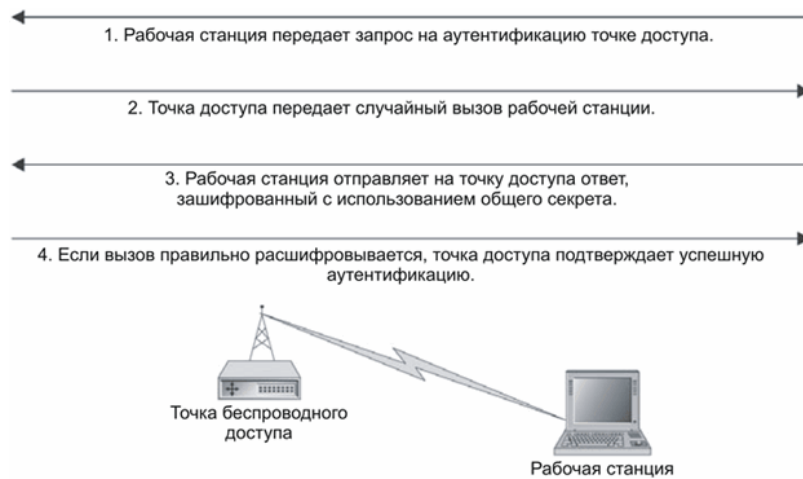 1. Рабочая станция передает запрос на аутентификацию точке доступа.
2. Точка доступа передает случайный вызов рабочей станции.
3. Рабочая станция отправляет на точку доступа ответ,
зашифрованный с использованием общего секрета.
4. Если вызов правильно расшифровывается, точка доступа подтверждает успешную
аутентификацию.
Точка беспроводного
доступа
Рабочая станция